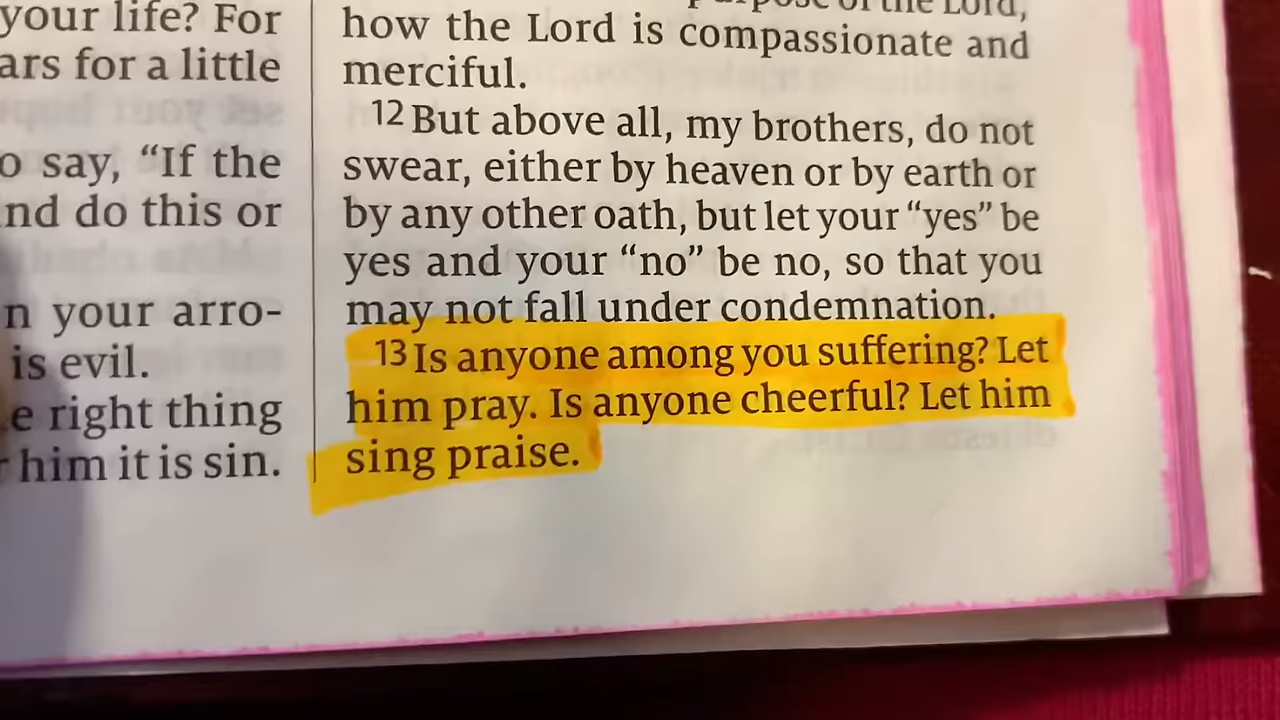 your life? For
ars for a little
o say, “If the
nd do this or
n your arro-
is evil.
e right thing
him it is sin.
purpose of the Lord,
how the Lord is compassionate and
merciful.
12 But above all, my brothers, do not
swear, either by heaven or by earth or
by any other oath, but let your “yes” be
yes and your “no” be no, so that you
may not fall under condemnation.
13 Is anyone among you suffering? Let
him pray. Is anyone cheerful? Let him
sing praise.